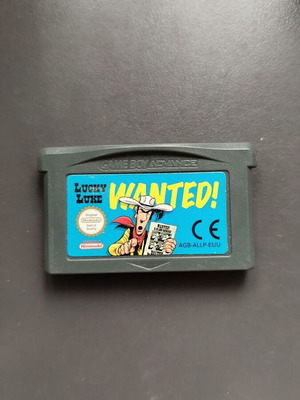 GAME BOY ADVANCE
LUCKY
LUKE
WANTED!
Nintendo
CE
AGB-ALLP-EUU